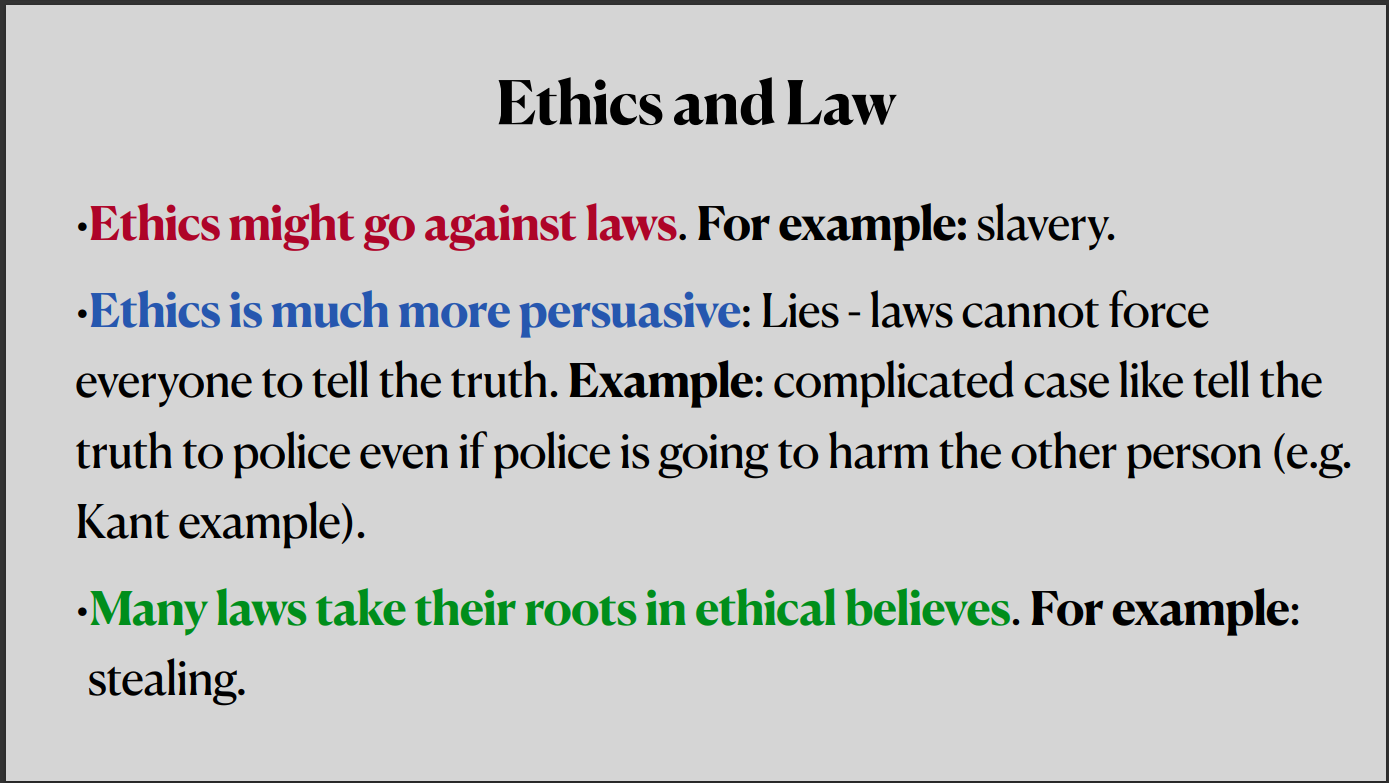 Ethics and Law
·Ethics might go against laws. For example: slavery.
·Ethics is much more persuasive: Lies - laws cannot force
everyone to tell the truth. Example: complicated case like tell the
truth to police even if police is going to harm the other person (e.g.
Kant example).
·Many laws take their roots in ethical believes. For example:
stealing.